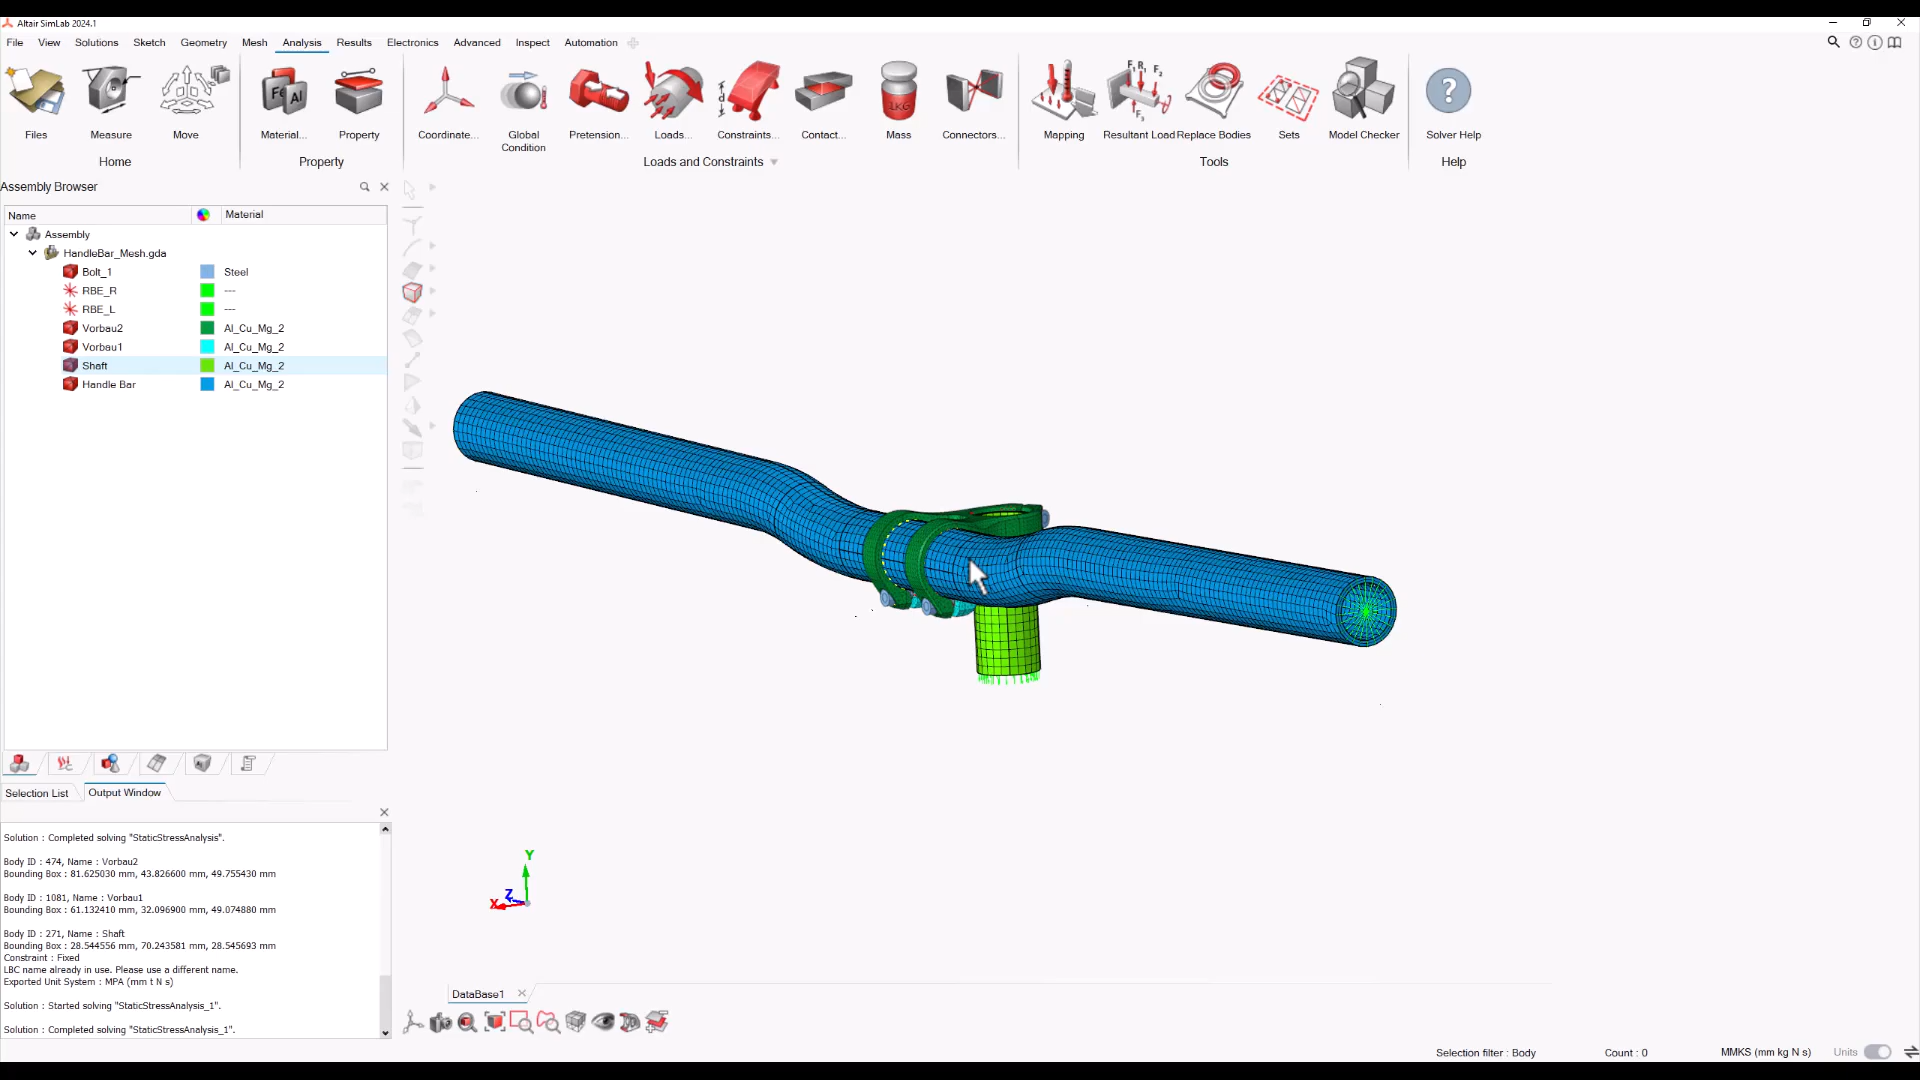 Altair SimLab 2024.1
File View Solutions Sketch Geometry Mesh Analysis Results Electronics Advanced Inspect Automation
Files Measure Move Material... Property Coordinate... Global Condition Pretension... Loads... Constraints... Contact... Mass Connectors... Mapping Resultant Load Replace Bodies Sets Model Checker Solver Help
Home Property Loads and Constraints Tools Help
Assembly Browser
Name Material
Assembly
HandleBar_Mesh.gda
Bolt_1 Steel
RBE_R ---
RBE_L ---
Vorbau2 Al_Cu_Mg_2
Vorbau1 Al_Cu_Mg_2
Shaft Al_Cu_Mg_2
Handle Bar Al_Cu_Mg_2
Selection List Output Window
Solution : Completed solving "StaticStressAnalysis".
Body ID : 474, Name : Vorbau2
Bounding Box : 81.625030 mm, 43.826600 mm, 49.755430 mm
Body ID : 1081, Name : Vorbau1
Bounding Box : 61.132410 mm, 32.096900 mm, 49.074880 mm
Body ID : 271, Name : Shaft
Bounding Box : 28.544556 mm, 70.243581 mm, 28.545693 mm
Constraint : Fixed
LBC name already in use. Please use a different name.
Exported Unit System : MPA (mm t N s)
Solution : Started solving "StaticStressAnalysis_1".
Solution : Completed solving "StaticStressAnalysis_1".
Y
Z
X
DataBase1
Selection filter : Body Count : 0 MMKS (mm kg N s) Units
Fe Al
1KG
F1 R1 F2
F3
d